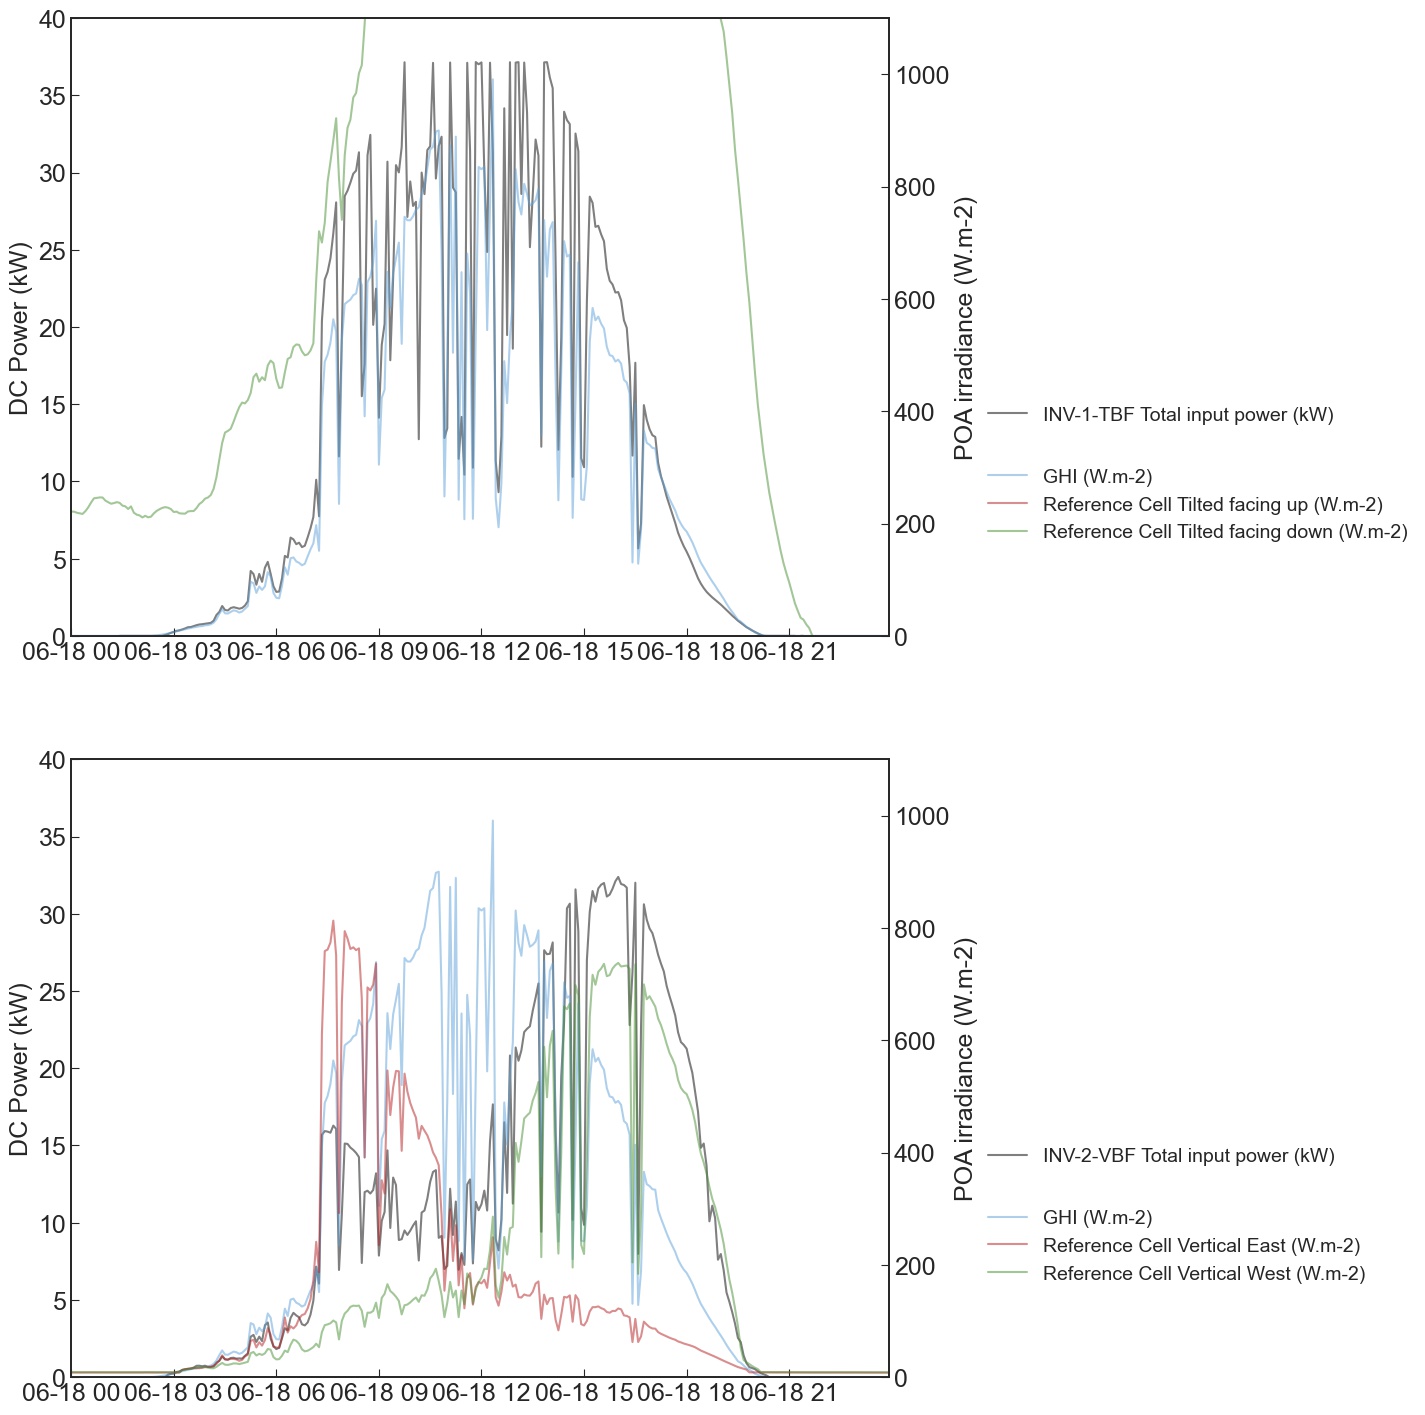 40
35
30
25
20
15
10
5
0
DC Power (kW)
1000
800
600
400
200
0
POA irradiance (W.m-2)
06-18 00 06-18 03 06-18 06 06-18 09 06-18 12 06-18 15 06-18 18 06-18 21
INV-1-TBF Total input power (kW)
GHI (W.m-2)
Reference Cell Tilted facing up (W.m-2)
Reference Cell Tilted facing down (W.m-2)
40
35
30
25
20
15
10
5
0
DC Power (kW)
1000
800
600
400
200
0
POA irradiance (W.m-2)
06-18 00 06-18 03 06-18 06 06-18 09 06-18 12 06-18 15 06-18 18 06-18 21
INV-2-VBF Total input power (kW)
GHI (W.m-2)
Reference Cell Vertical East (W.m-2)
Reference Cell Vertical West (W.m-2)